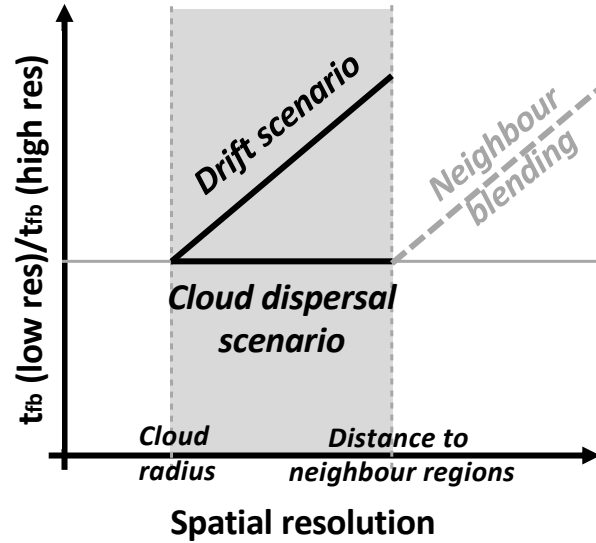 t_fb (low res)/t_fb (high res)
Drift scenario
Neighbour
blending
Cloud dispersal
scenario
Cloud
radius
Distance to
neighbour regions
Spatial resolution